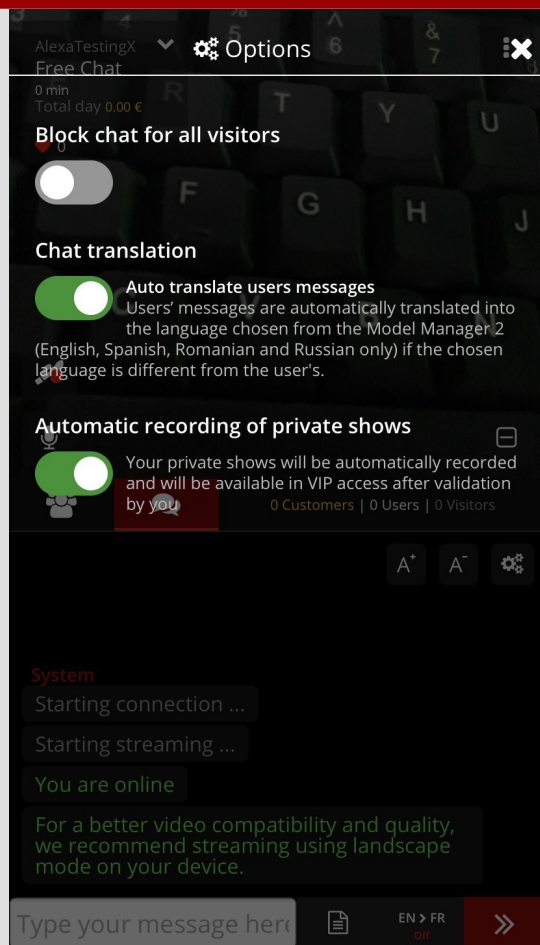 AlexaTestingX
Options
Free Chat
0 min
Total day 0.00 €
Block chat for all visitors
0
Chat translation
Auto translate users messages
Users’ messages are automatically translated into
the language chosen from the Model Manager 2
(English, Spanish, Romanian and Russian only) if the chosen
language is different from the user's.
Automatic recording of private shows
Your private shows will be automatically recorded
and will be available in VIP access after validation
by you
0 Customers | 0 Users | 0 Visitors
A+ A-
System
Starting connection ...
Starting streaming ...
You are online
For a better video compatibility and quality,
we recommend streaming using landscape
mode on your device.
Type your message here
EN > FR
Off
3
4
%
5
^
6
&
7
R
T
Y
U
F
G
H
J
C
V
B
N